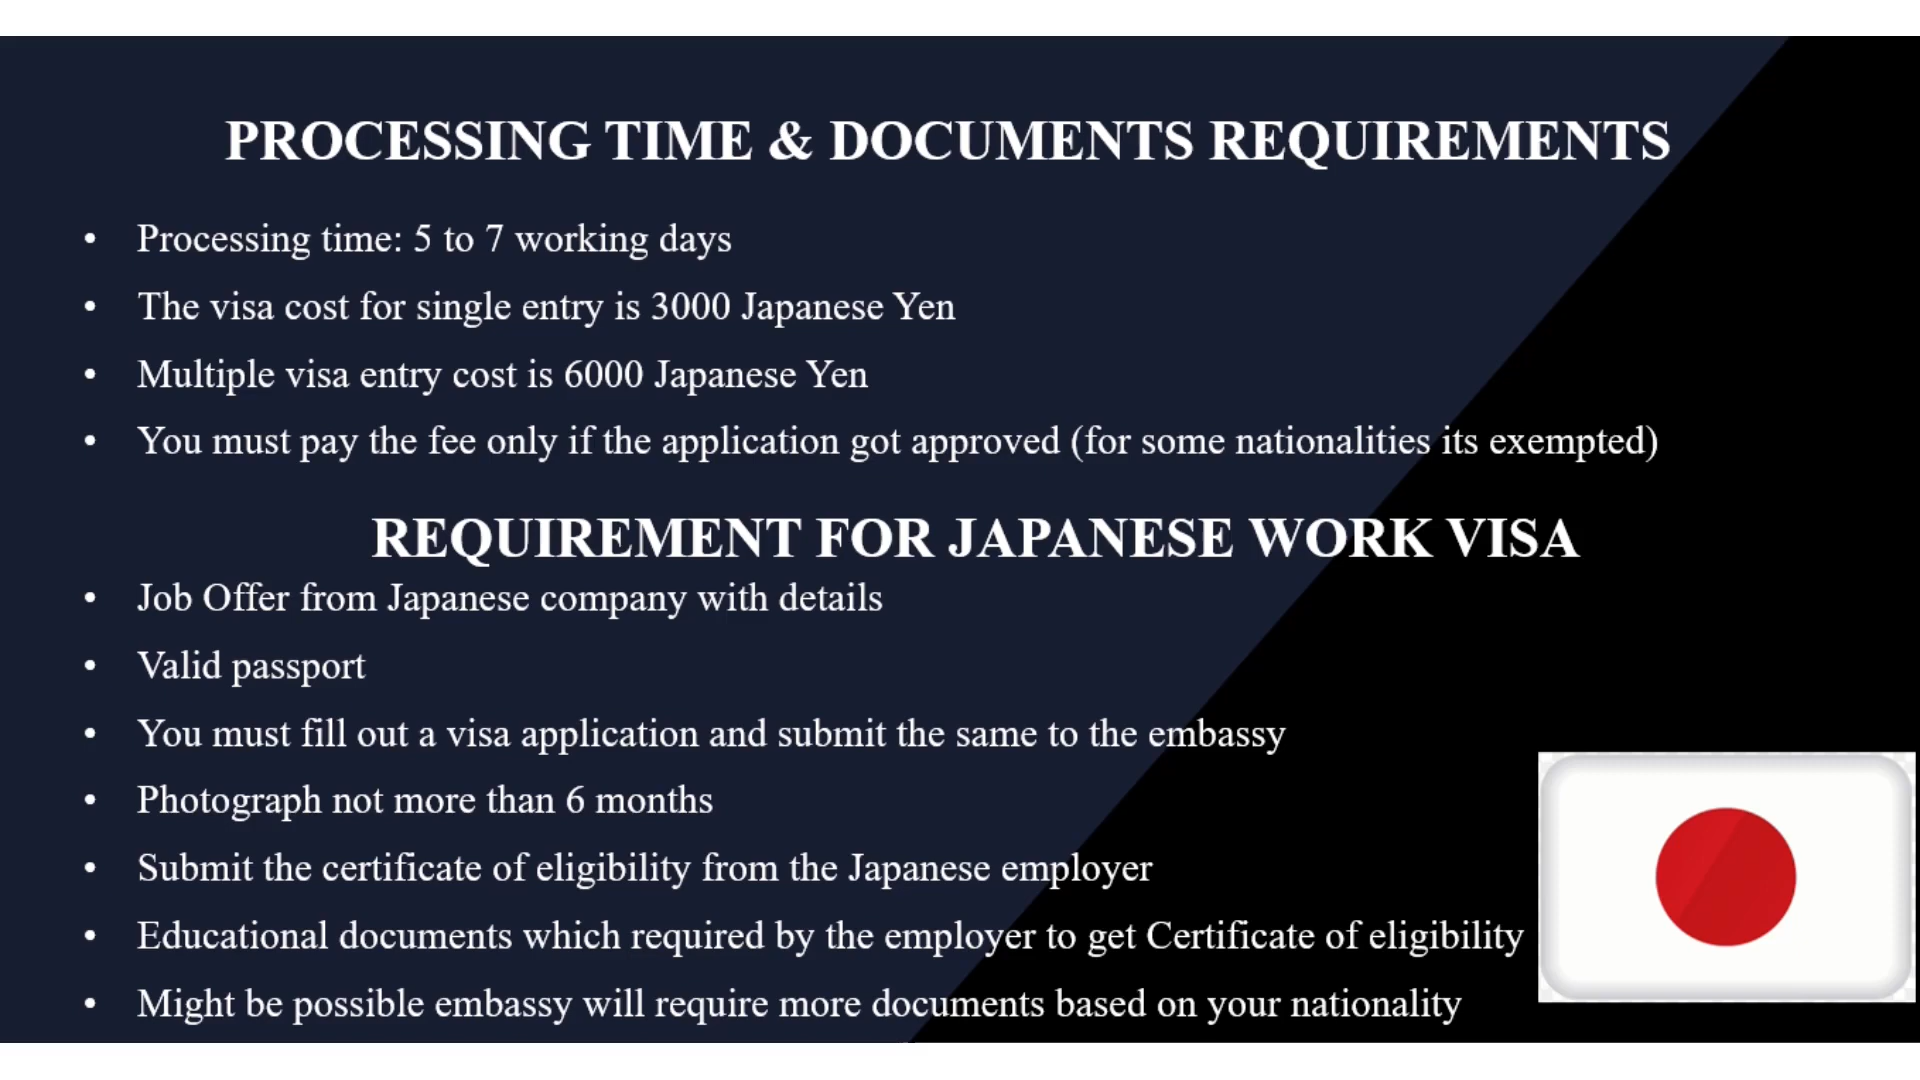 PROCESSING TIME & DOCUMENTS REQUIREMENTS
• Processing time: 5 to 7 working days
• The visa cost for single entry is 3000 Japanese Yen
• Multiple visa entry cost is 6000 Japanese Yen
• You must pay the fee only if the application got approved (for some nationalities its exempted)
REQUIREMENT FOR JAPANESE WORK VISA
• Job Offer from Japanese company with details
• Valid passport
• You must fill out a visa application and submit the same to the embassy
• Photograph not more than 6 months
• Submit the certificate of eligibility from the Japanese employer
• Educational documents which required by the employer to get Certificate of eligibility
• Might be possible embassy will require more documents based on your nationality